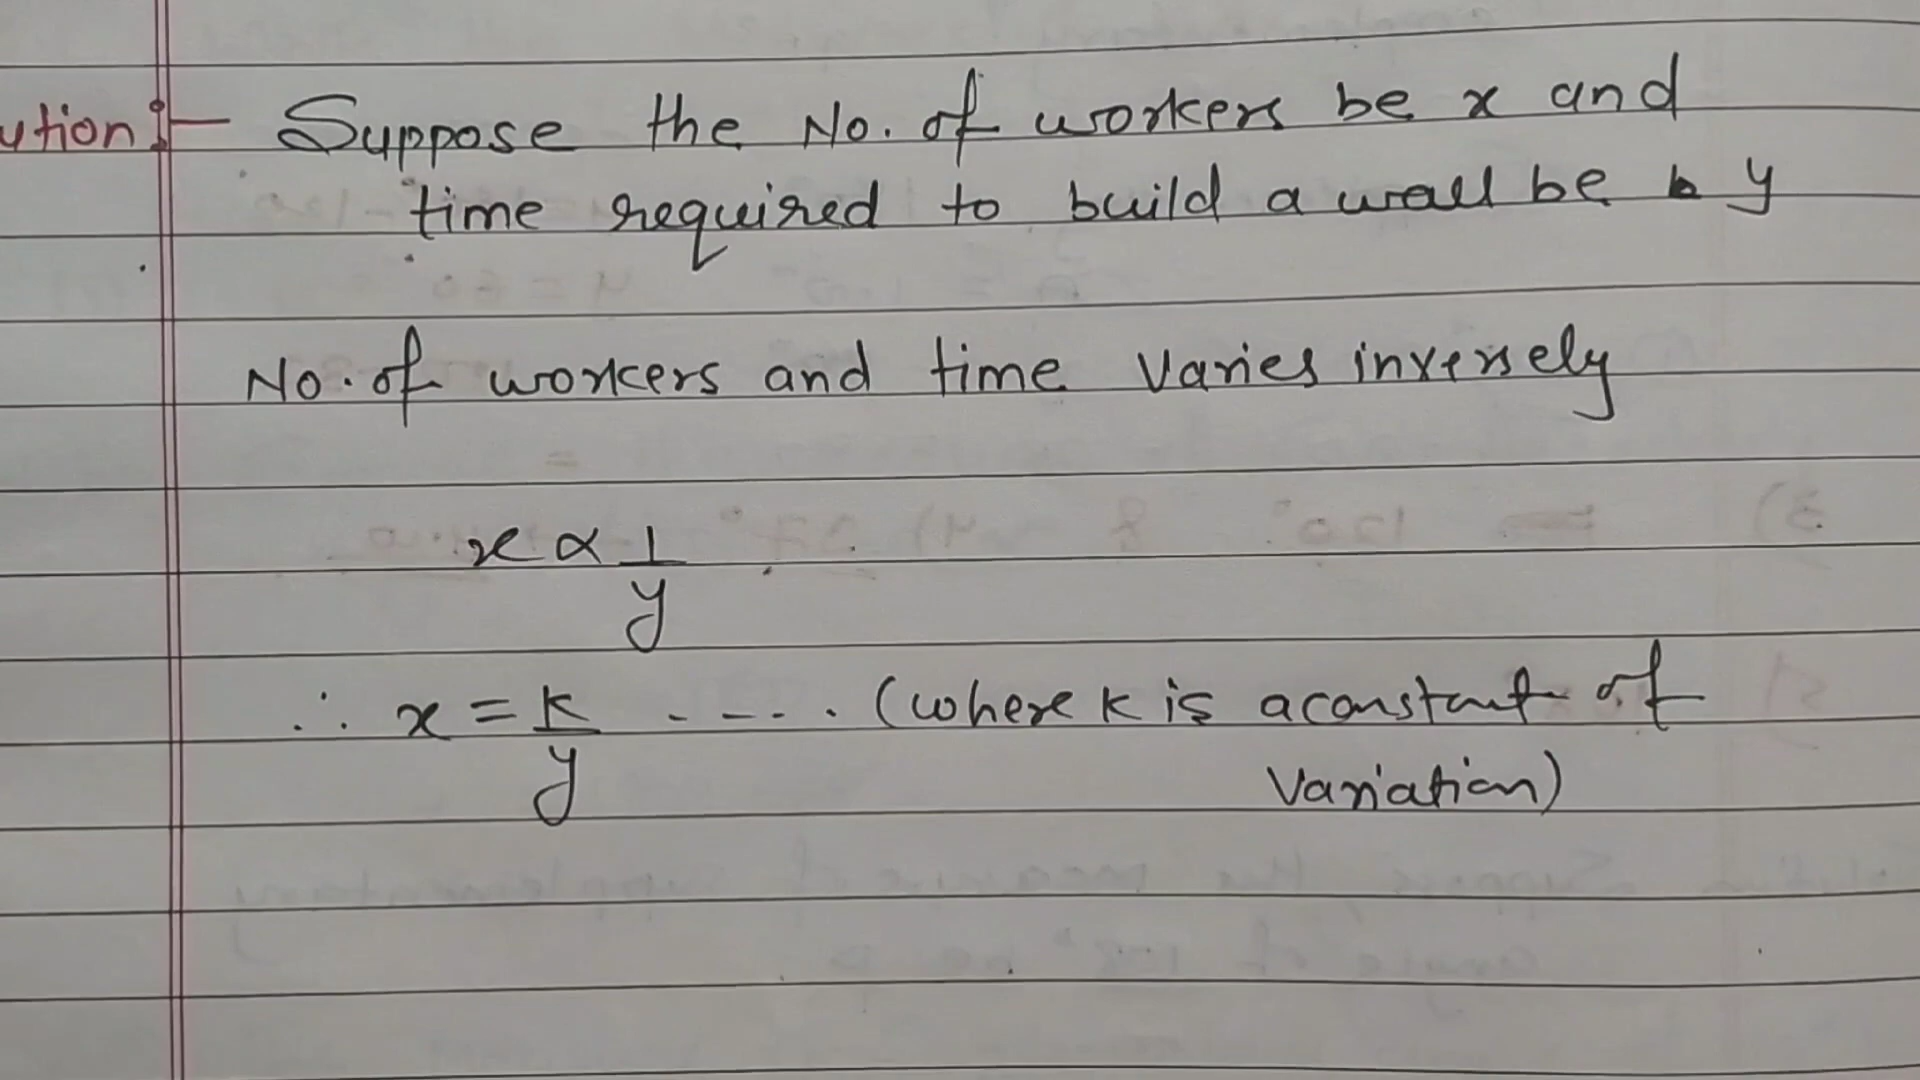 ution :- Suppose the No. of workers be x and
time required to build a wall be y
No. of workers and time varies inversely
x ∝ 1/y
∴ x = k/y - - - . (where k is a constant of
variation)